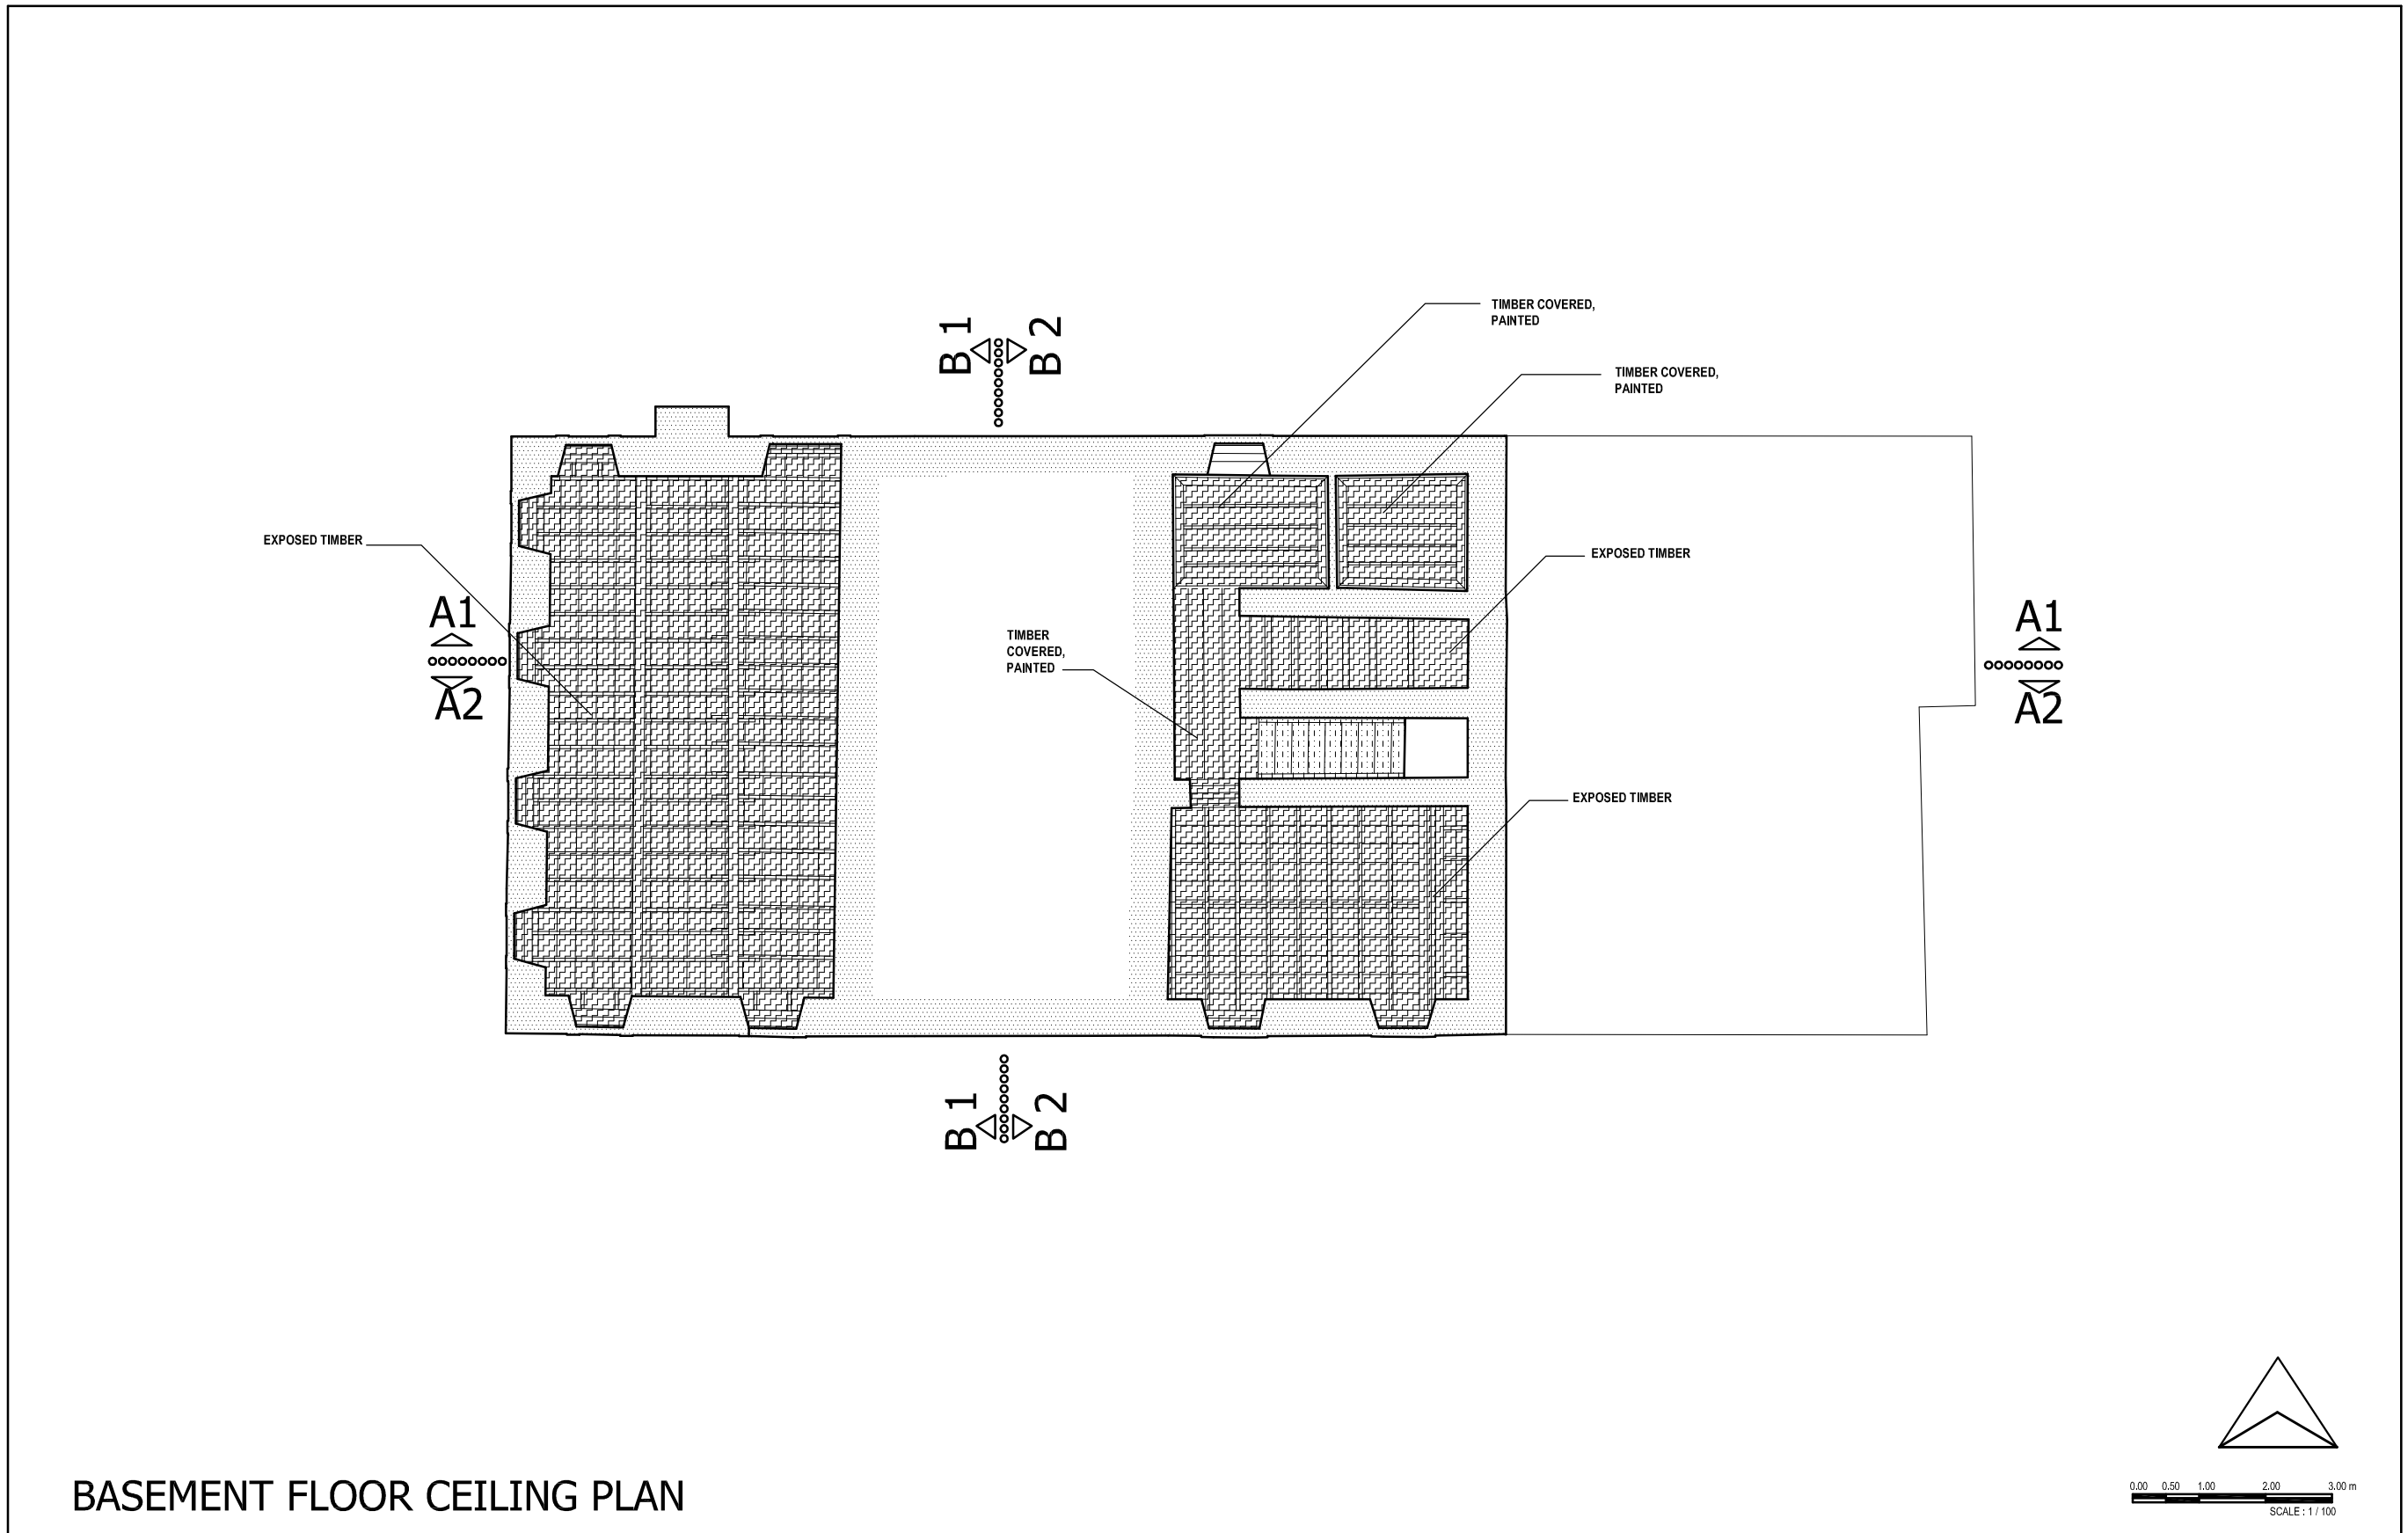 B 1
B 2
TIMBER COVERED,
PAINTED
TIMBER COVERED,
PAINTED
EXPOSED TIMBER
EXPOSED TIMBER
A1
A2
A1
A2
TIMBER
COVERED,
PAINTED
EXPOSED TIMBER
B 1
B 2
BASEMENT FLOOR CEILING PLAN
0.00 0.50 1.00 2.00 3.00 m
SCALE : 1 / 100